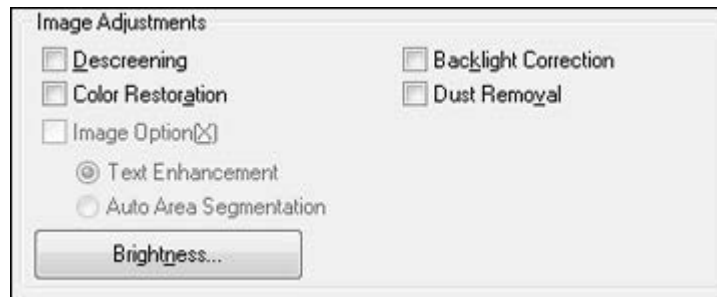 Image Adjustments
Descreening
Backlight Correction
Color Restoration
Dust Removal
Image Option(X)
Text Enhancement
Auto Area Segmentation
Brightness...